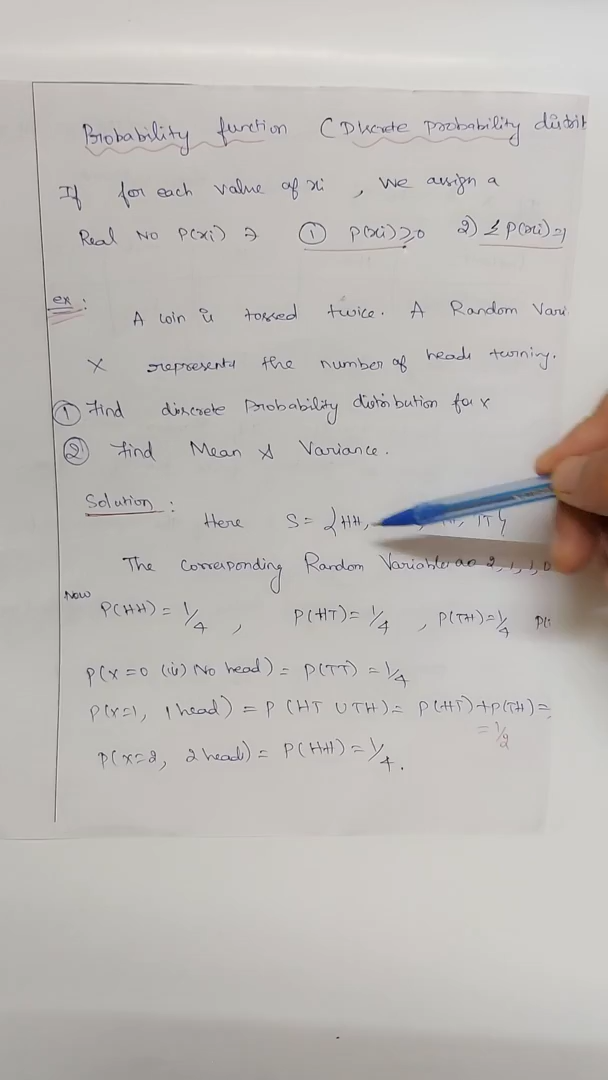 Probability function (Discrete probability distrib
If for each value of xi , we assign a
Real No P(xi) ∋ ① P(xi) ≥ 0 2) ≤ P(xi) = 1
ex:
A coin is tossed twice. A Random Vari
X represents the number of heads turning.
① Find discrete Probability distribution for x
② Find Mean & Variance.
Solution :
Here S = {HH, TT}
The corresponding Random Variable are 2, 1, 1, 0
Now
P(HH) = 1/4 , P(HT) = 1/4 , P(TH) = 1/4 P(
P(x=0 (ie) No head) = P(TT) = 1/4
P(x=1, 1 head) = P (HT ∪ TH) = P(HT) + P(TH) =
= 1/2
P(x=2, 2 head) = P(HH) = 1/4.